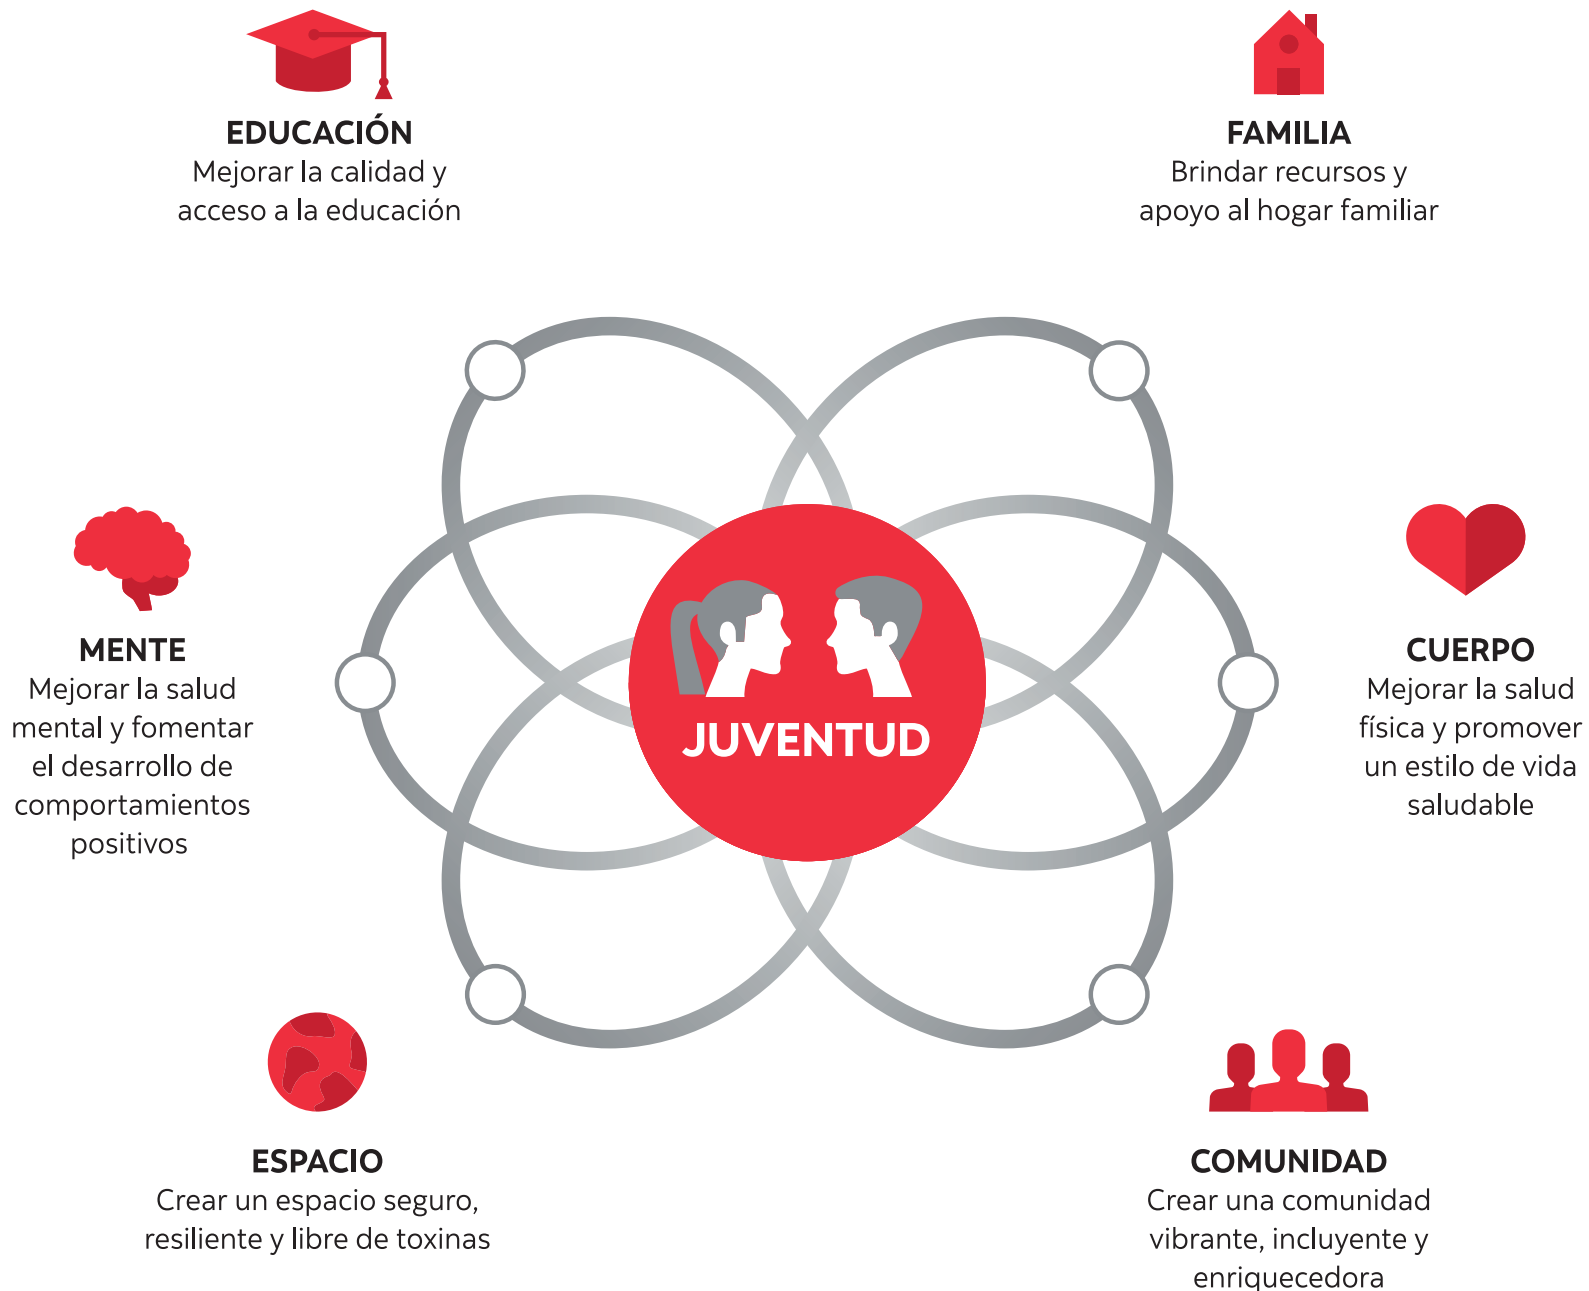 EDUCACIÓN
Mejorar la calidad y
acceso a la educación
FAMILIA
Brindar recursos y
apoyo al hogar familiar
MENTE
Mejorar la salud
mental y fomentar
el desarrollo de
comportamientos
positivos
JUVENTUD
CUERPO
Mejorar la salud
física y promover
un estilo de vida
saludable
ESPACIO
Crear un espacio seguro,
resiliente y libre de toxinas
COMUNIDAD
Crear una comunidad
vibrante, incluyente y
enriquecedora